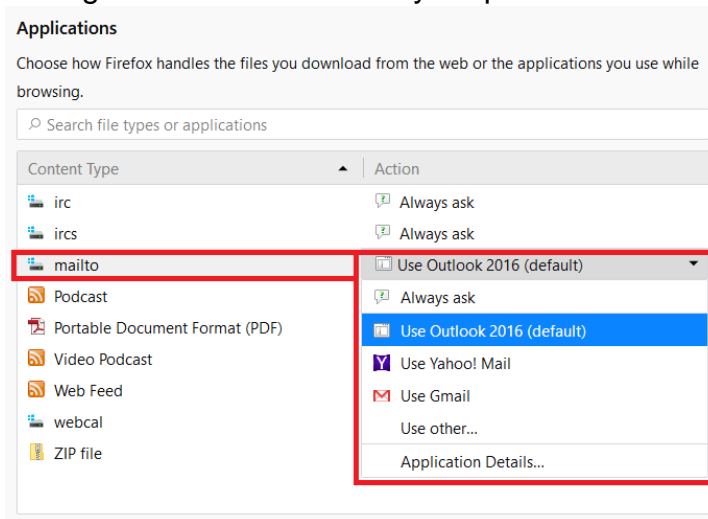 Applications
Choose how Firefox handles the files you download from the web or the applications you use while
browsing.
Search file types or applications
Content Type Action
irc Always ask
ircs Always ask
mailto Use Outlook 2016 (default)
Podcast Always ask
Portable Document Format (PDF) Use Outlook 2016 (default)
Video Podcast Use Yahoo! Mail
Web Feed Use Gmail
webcal Use other...
ZIP file Application Details...